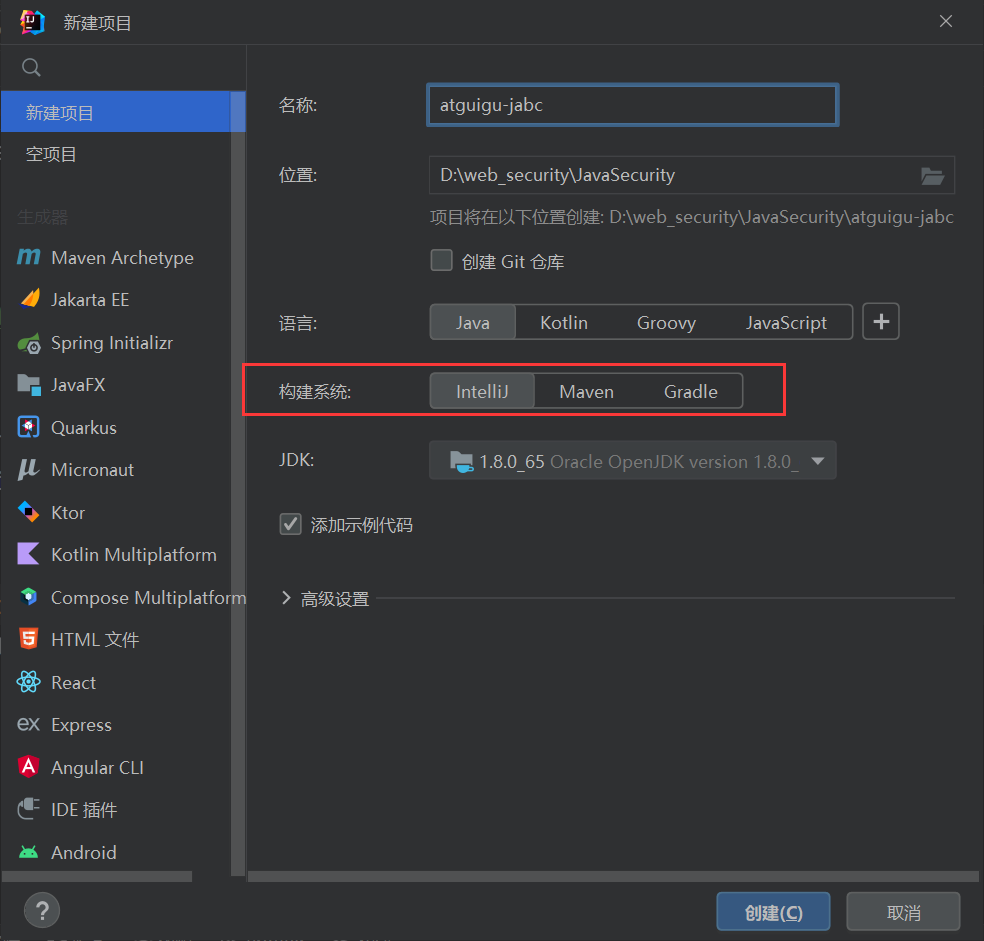 新建项目
新建项目
空项目
生成器
Maven Archetype
Jakarta EE
Spring Initializr
JavaFX
Quarkus
Micronaut
Ktor
Kotlin Multiplatform
Compose Multiplatform
HTML 文件
React
Express
Angular CLI
IDE 插件
Android
名称: atguigu-jabc
位置: D:\web_security\JavaSecurity
项目将在以下位置创建: D:\web_security\JavaSecurity\atguigu-jabc
创建 Git 仓库
语言: Java Kotlin Groovy JavaScript +
构建系统: IntelliJ Maven Gradle
JDK: 1.8.0_65 Oracle OpenJDK version 1.8.0_
添加示例代码
高级设置
? 创建(C) 取消